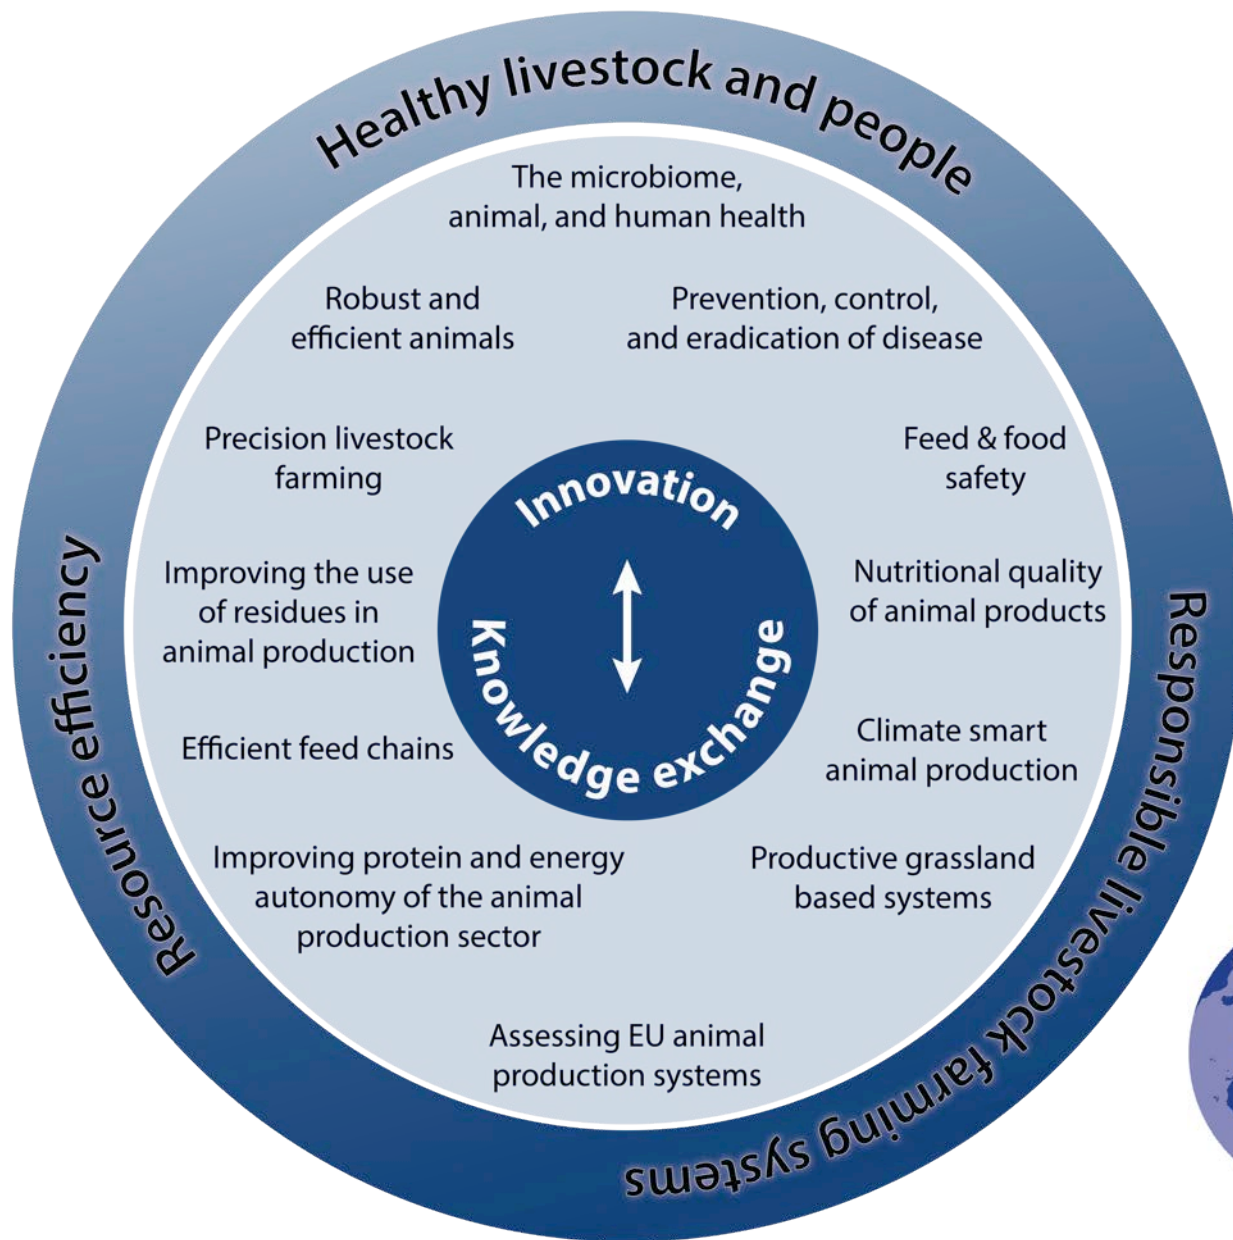 Healthy livestock and people
The microbiome,
animal, and human health
Robust and
efficient animals
Prevention, control,
and eradication of disease
Precision livestock
farming
Feed & food
safety
Innovation
Knowledge exchange
Improving the use
of residues in
animal production
Nutritional quality
of animal products
Efficient feed chains
Climate smart
animal production
Improving protein and energy
autonomy of the animal
production sector
Productive grassland
based systems
Assessing EU animal
production systems
Resource efficiency
Responsible livestock farming systems